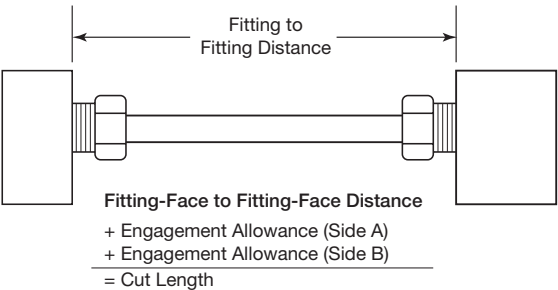 Fitting to
Fitting Distance
Fitting-Face to Fitting-Face Distance
+ Engagement Allowance (Side A)
+ Engagement Allowance (Side B)
= Cut Length